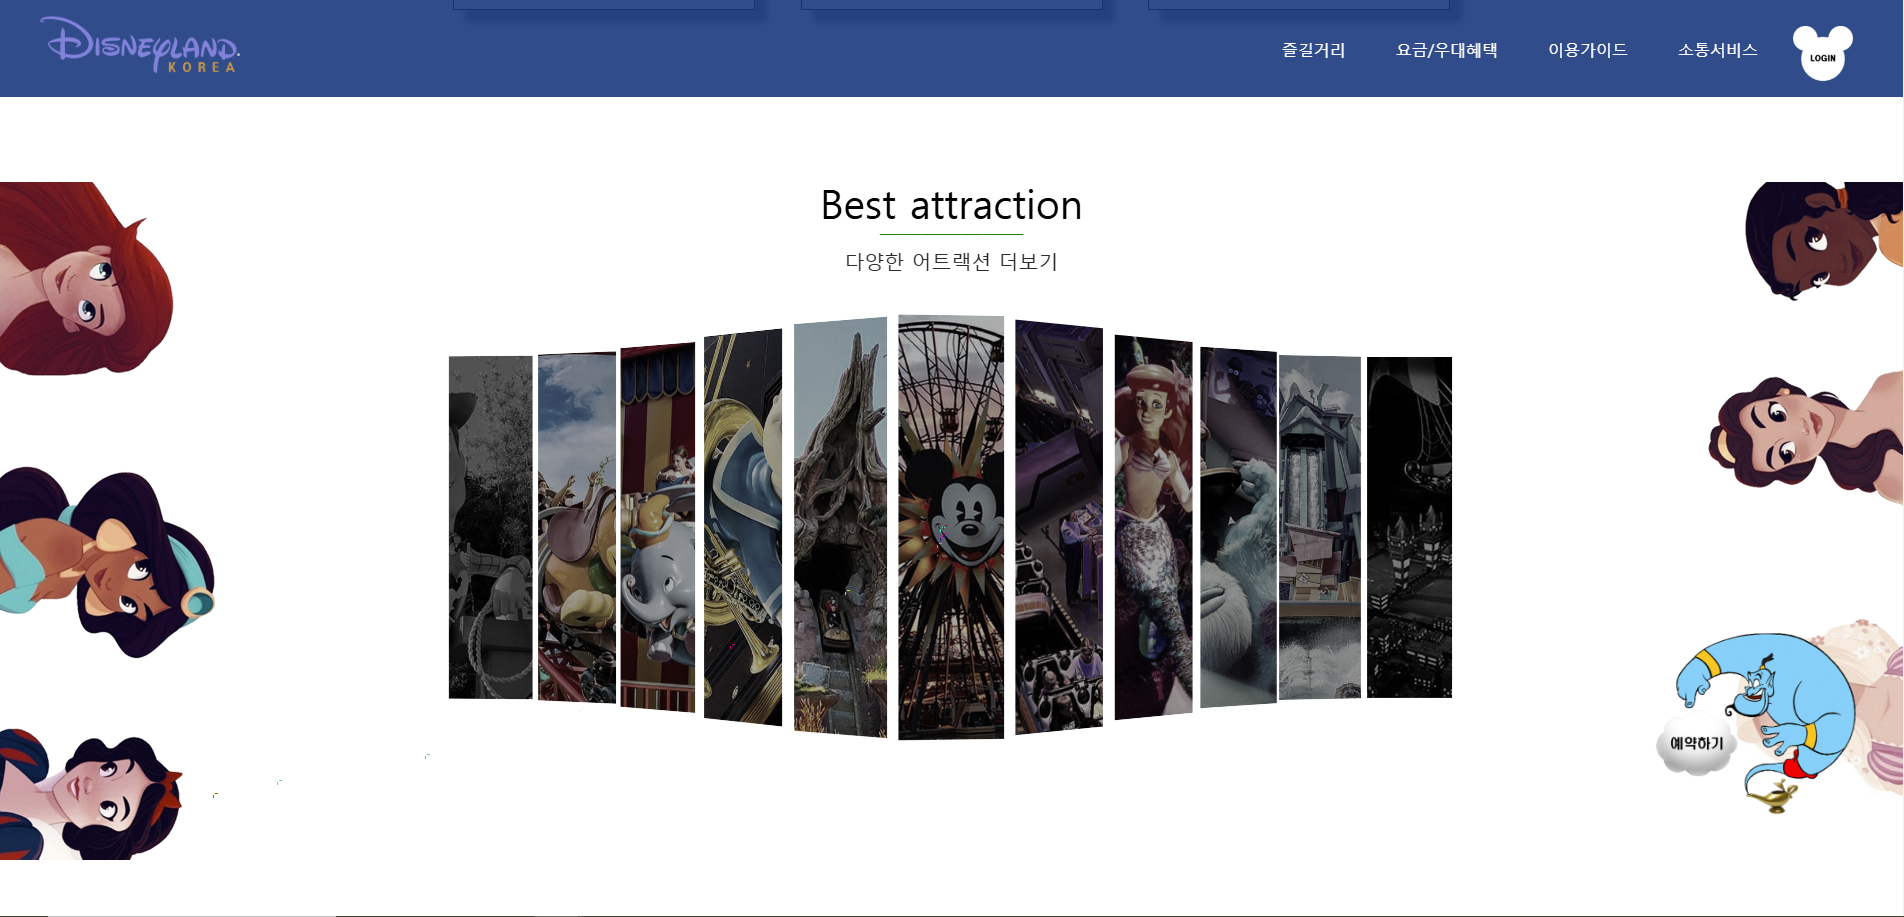 DISNEYLAND.
KOREA
즐길거리
요금/우대혜택
이용가이드
소통서비스
LOGIN
Best attraction
다양한 어트랙션 더보기
예약하기